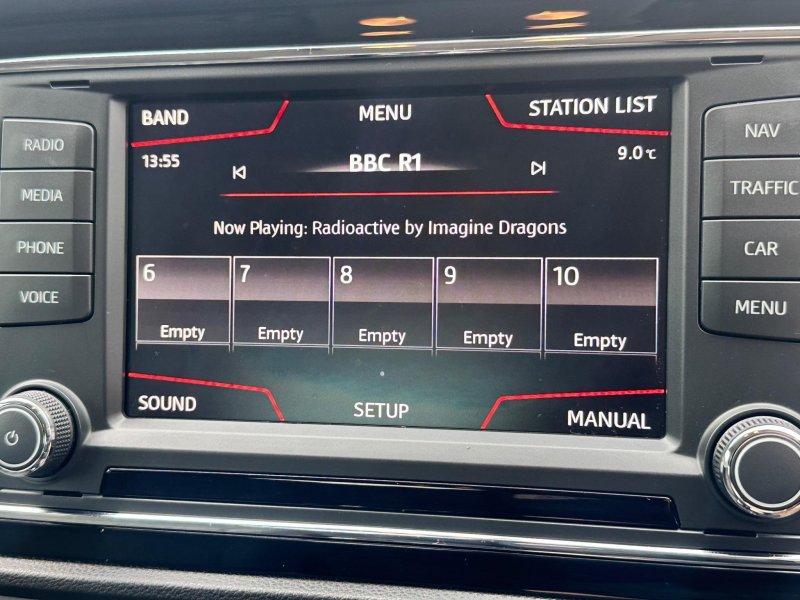 BAND
MENU
STATION LIST
13:55
BBC R1
9.0 °C
Now Playing: Radioactive by Imagine Dragons
6
7
8
9
10
Empty
Empty
Empty
Empty
Empty
SOUND
SETUP
MANUAL
RADIO
MEDIA
PHONE
VOICE
NAV
TRAFFIC
CAR
MENU